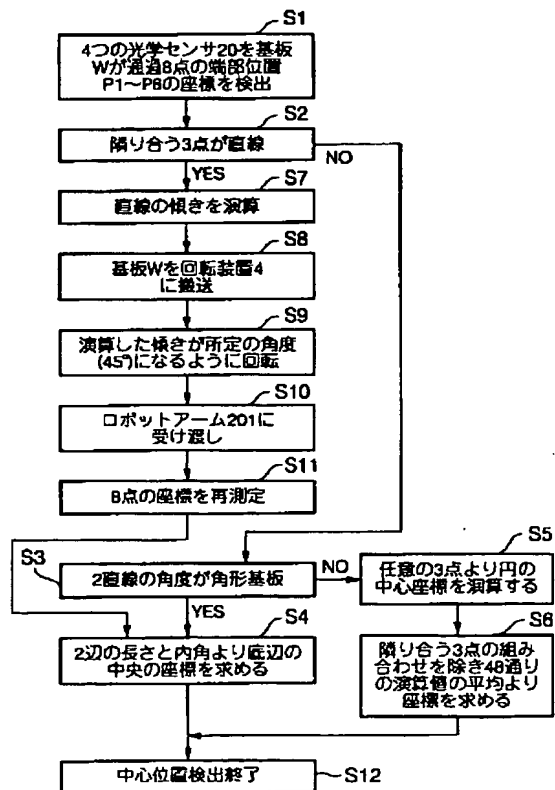 S1
4つの光学センサ20を基板
Wが通過8点の端部位置
P1～P8の座標を検出
S2
隣り合う3点が直線
NO
YES
S7
直線の傾きを演算
S8
基板Wを回転装置4
に搬送
S9
演算した傾きが所定の角度
(45°)になるように回転
S10
ロボットアーム201に
受け渡し
S11
8点の座標を再測定
S3
2直線の角度が角形基板
NO
YES
S5
任意の3点より円の
中心座標を演算する
S4
2辺の長さと内角より底辺の
中央の座標を求める
S6
隣り合う3点の組み
合わせを除き48通り
の演算値の平均より
座標を求める
中心位置検出終了
S12